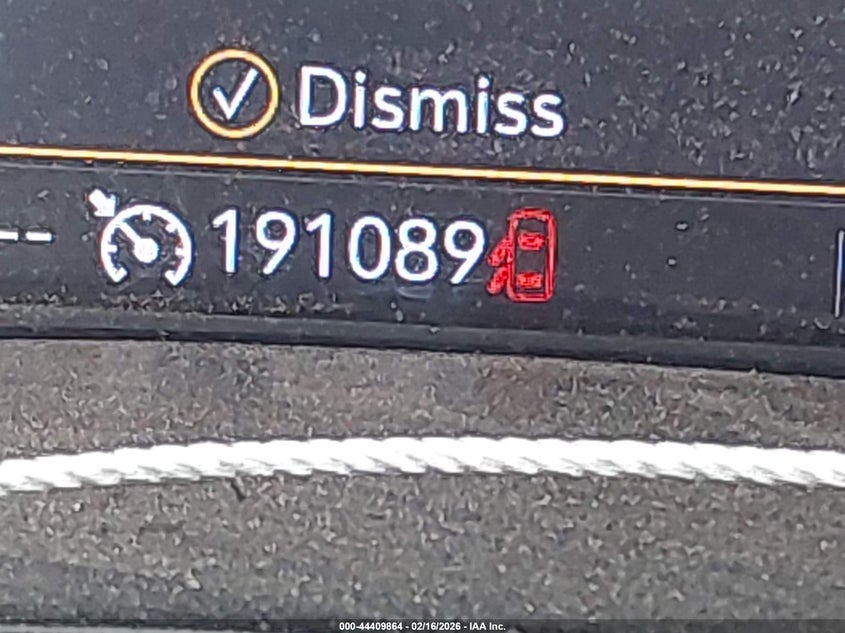 Dismiss
-- 191089
000-44409864 - 02/16/2026 - IAA Inc.